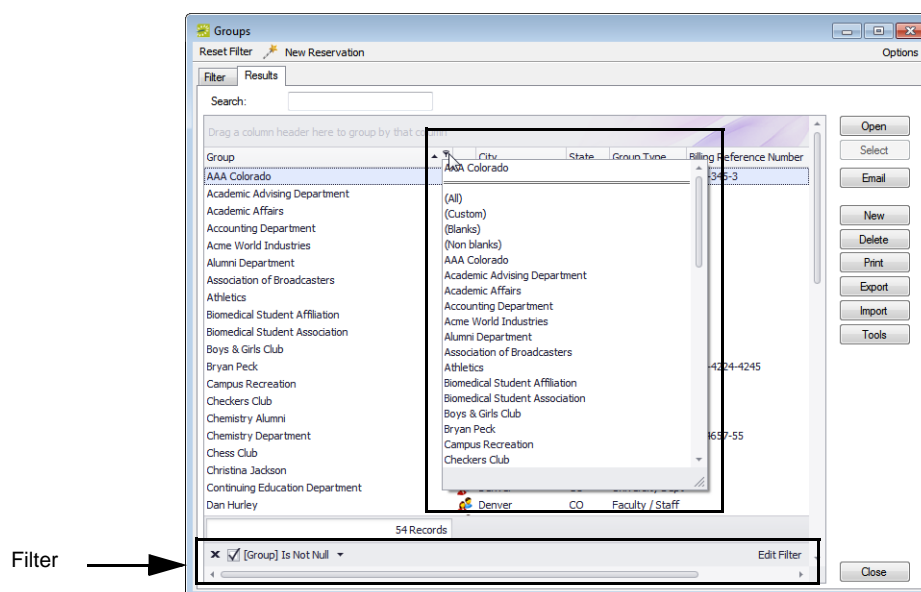 Groups
Reset Filter New Reservation Options
Filter Results
Search:
Drag a column header here to group by that column
Group City State Group Type Billing Reference Number
AAA Colorado
-345-3
Academic Advising Department
Academic Affairs
Accounting Department
Acme World Industries
Alumni Department
Association of Broadcasters
Athletics
Biomedical Student Affiliation
Biomedical Student Association
Boys & Girls Club
Bryan Peck
-4224-4245
Campus Recreation
Checkers Club
Chemistry Alumni
Chemistry Department
4657-55
Chess Club
Christina Jackson
Continuing Education Department
Dan Hurley Denver CO Faculty / Staff
AAA Colorado
(All)
(Custom)
(Blanks)
(Non blanks)
AAA Colorado
Academic Advising Department
Academic Affairs
Accounting Department
Acme World Industries
Alumni Department
Association of Broadcasters
Athletics
Biomedical Student Affiliation
Biomedical Student Association
Boys & Girls Club
Bryan Peck
Campus Recreation
Checkers Club
Open
Select
Email
New
Delete
Print
Export
Import
Tools
54 Records
[Group] Is Not Null Edit Filter
Close
Filter